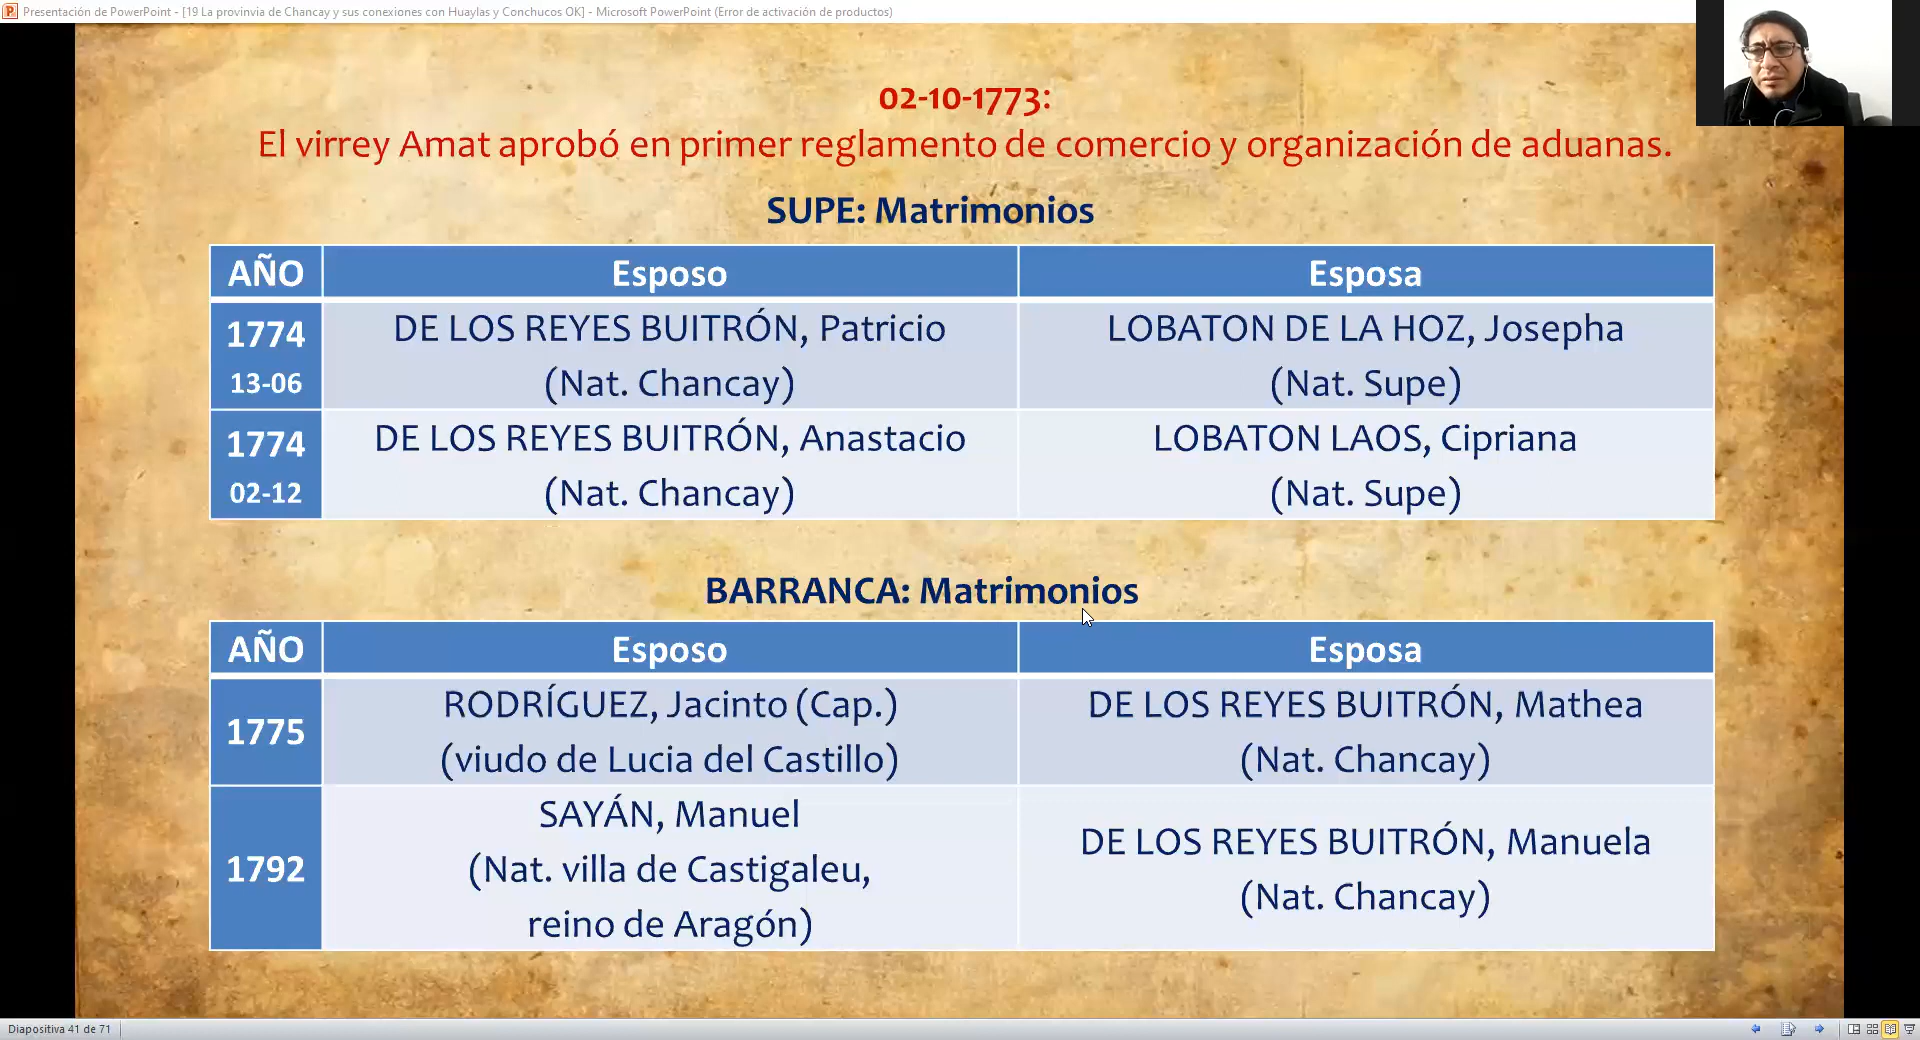 Presentación de PowerPoint - [19 La provinvia de Chancay y sus conexiones con Huaylas y Conchucos OK] - Microsoft PowerPoint (Error de activación de productos)
02-10-1773:
El virrey Amat aprobó en primer reglamento de comercio y organización de aduanas.
SUPE: Matrimonios
AÑO Esposo Esposa
1774 DE LOS REYES BUITRÓN, Patricio LOBATON DE LA HOZ, Josepha
13-06 (Nat. Chancay) (Nat. Supe)
1774 DE LOS REYES BUITRÓN, Anastacio LOBATON LAOS, Cipriana
02-12 (Nat. Chancay) (Nat. Supe)
BARRANCA: Matrimonios
AÑO Esposo Esposa
1775 RODRÍGUEZ, Jacinto (Cap.) DE LOS REYES BUITRÓN, Mathea
(viudo de Lucia del Castillo) (Nat. Chancay)
SAYÁN, Manuel
1792 (Nat. villa de Castigaleu, DE LOS REYES BUITRÓN, Manuela
reino de Aragón) (Nat. Chancay)
Diapositiva 41 de 71